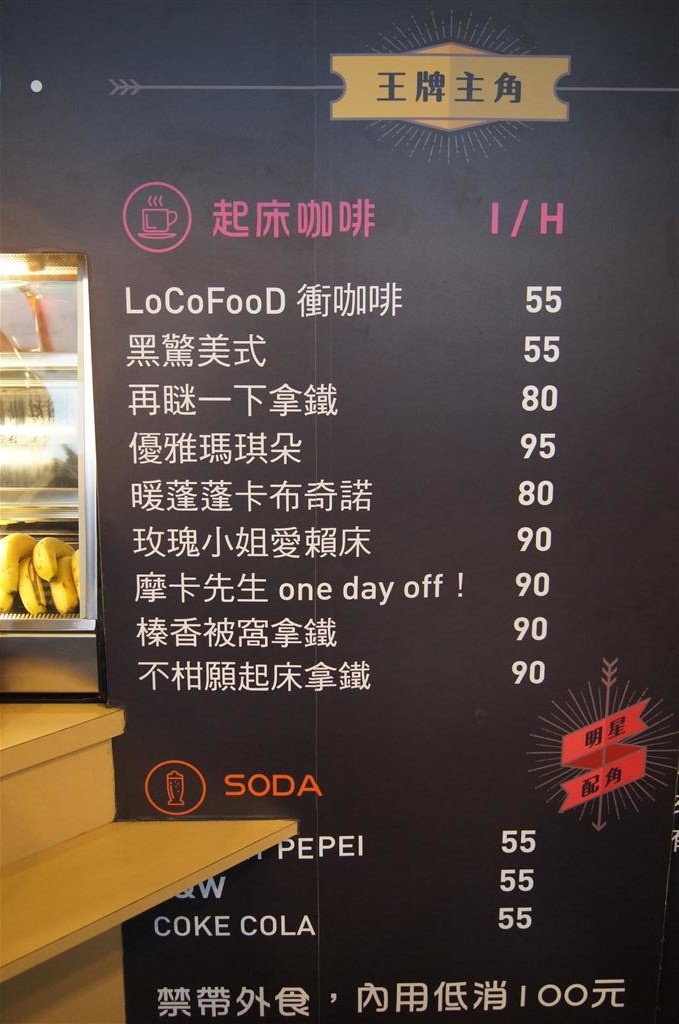 王牌主角
起床咖啡 I/H
LoCoFooD 衝咖啡 55
黑驚美式 55
再瞇一下拿鐵 80
優雅瑪琪朵 95
暖蓬蓬卡布奇諾 80
玫瑰小姐愛賴床 90
摩卡先生 one day off！ 90
榛香被窩拿鐵 90
不柑願起床拿鐵 90
明星
配角
SODA
PEPEI 55
&W 55
COKE COLA 55
禁帶外食，內用低消100元